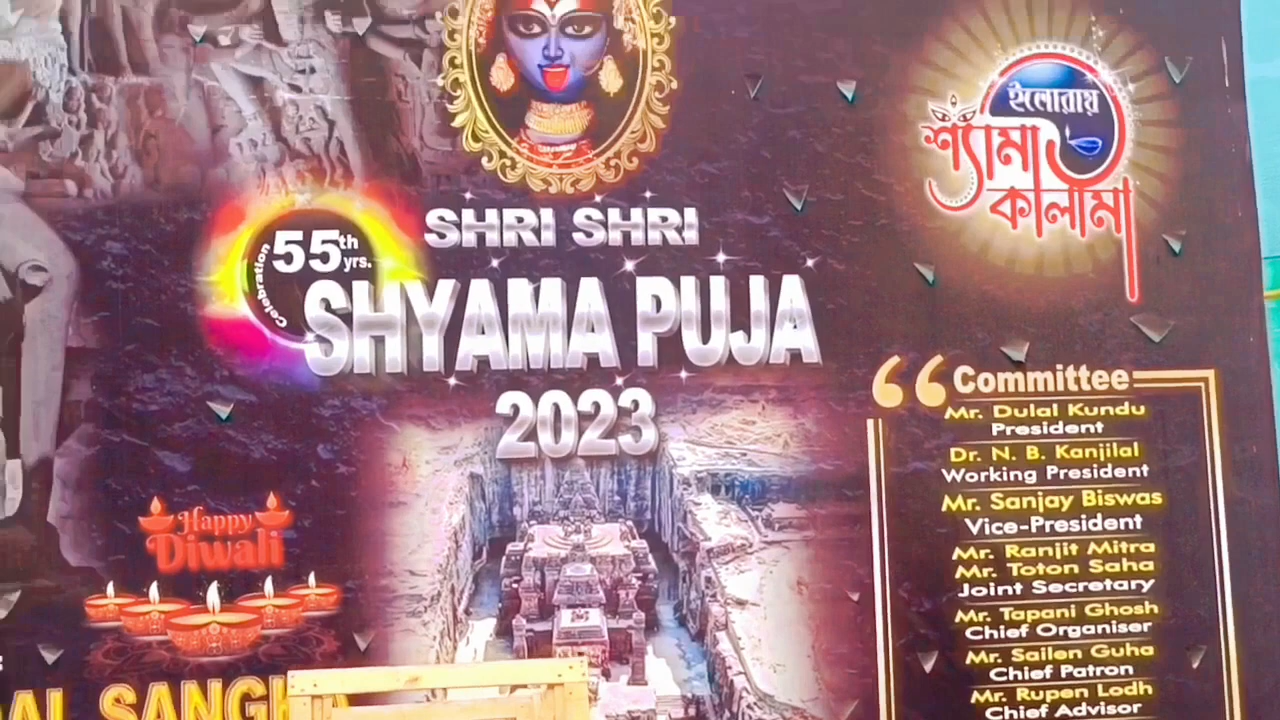 ইলোরায়
শ্যামা
কালীমা
SHRI SHRI
55th yrs.
Celebration
SHYAMA PUJA
2023
Happy
Diwali
SANGHA
Committee
Mr. Dulal Kundu
President
Dr. N. B. Kanjilal
Working President
Mr. Sanjay Biswas
Vice-President
Mr. Ranjit Mitra
Mr. Toton Saha
Joint Secretary
Mr. Tapani Ghosh
Chief Organiser
Mr. Sailen Guha
Chief Patron
Mr. Rupen Lodh
Chief Advisor